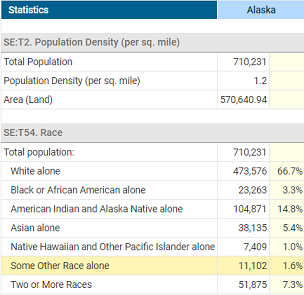 Statistics Alaska
SE:T2. Population Density (per sq. mile)
Total Population 710,231
Population Density (per sq. mile) 1.2
Area (Land) 570,640.94
SE:T54. Race
Total population: 710,231
White alone 473,576 66.7%
Black or African American alone 23,263 3.3%
American Indian and Alaska Native alone 104,871 14.8%
Asian alone 38,135 5.4%
Native Hawaiian and Other Pacific Islander alone 7,409 1.0%
Some Other Race alone 11,102 1.6%
Two or More Races 51,875 7.3%